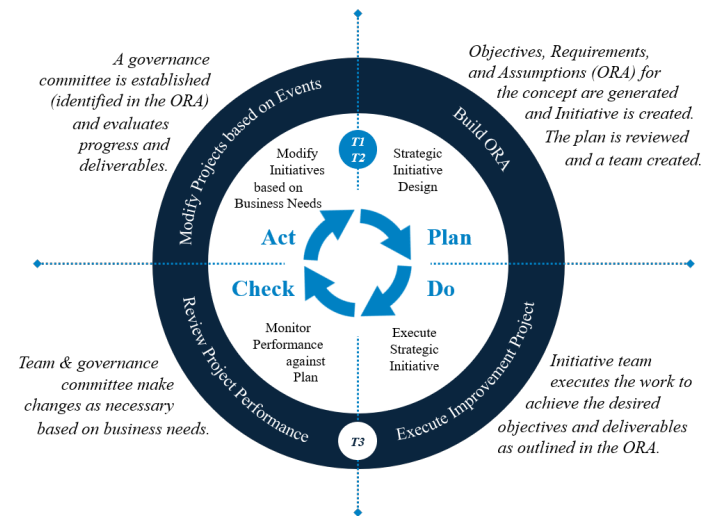 A governance
committee is established
(identified in the ORA)
and evaluates
progress and
deliverables.
Objectives, Requirements,
and Assumptions (ORA) for
the concept are generated
and Initiative is created.
The plan is reviewed
and a team created.
Modify Projects based on Events
Build ORA
T1
T2
Modify
Initiatives
based on
Business Needs
Strategic
Initiative
Design
Act
Plan
Check
Do
Monitor
Performance
against
Plan
Execute
Strategic
Initiative
Review Project Performance
Execute Improvement Project
T3
Team & governance
committee make
changes as necessary
based on business needs.
Initiative team
executes the work to
achieve the desired
objectives and deliverables
as outlined in the ORA.